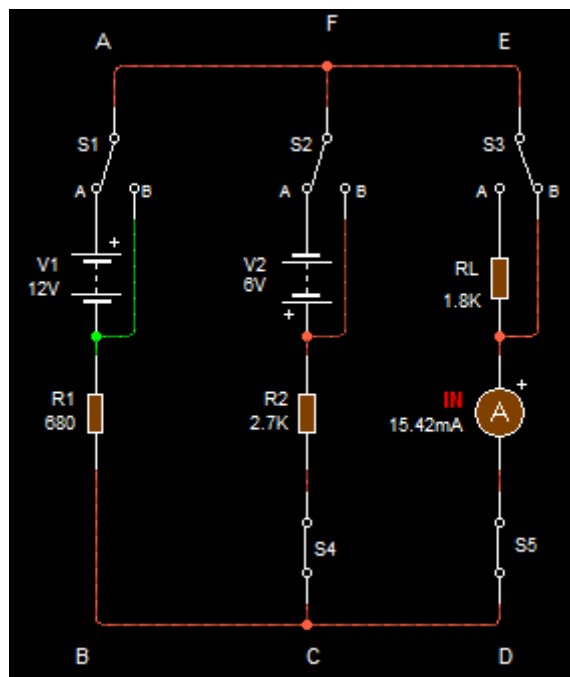 A F E
S1 S2 S3
A B A B A B
+
V1
12V
V2
6V
+
RL
1.8K
R1
680
R2
2.7K
IN
15.42mA
A
+
S4
S5
B C D